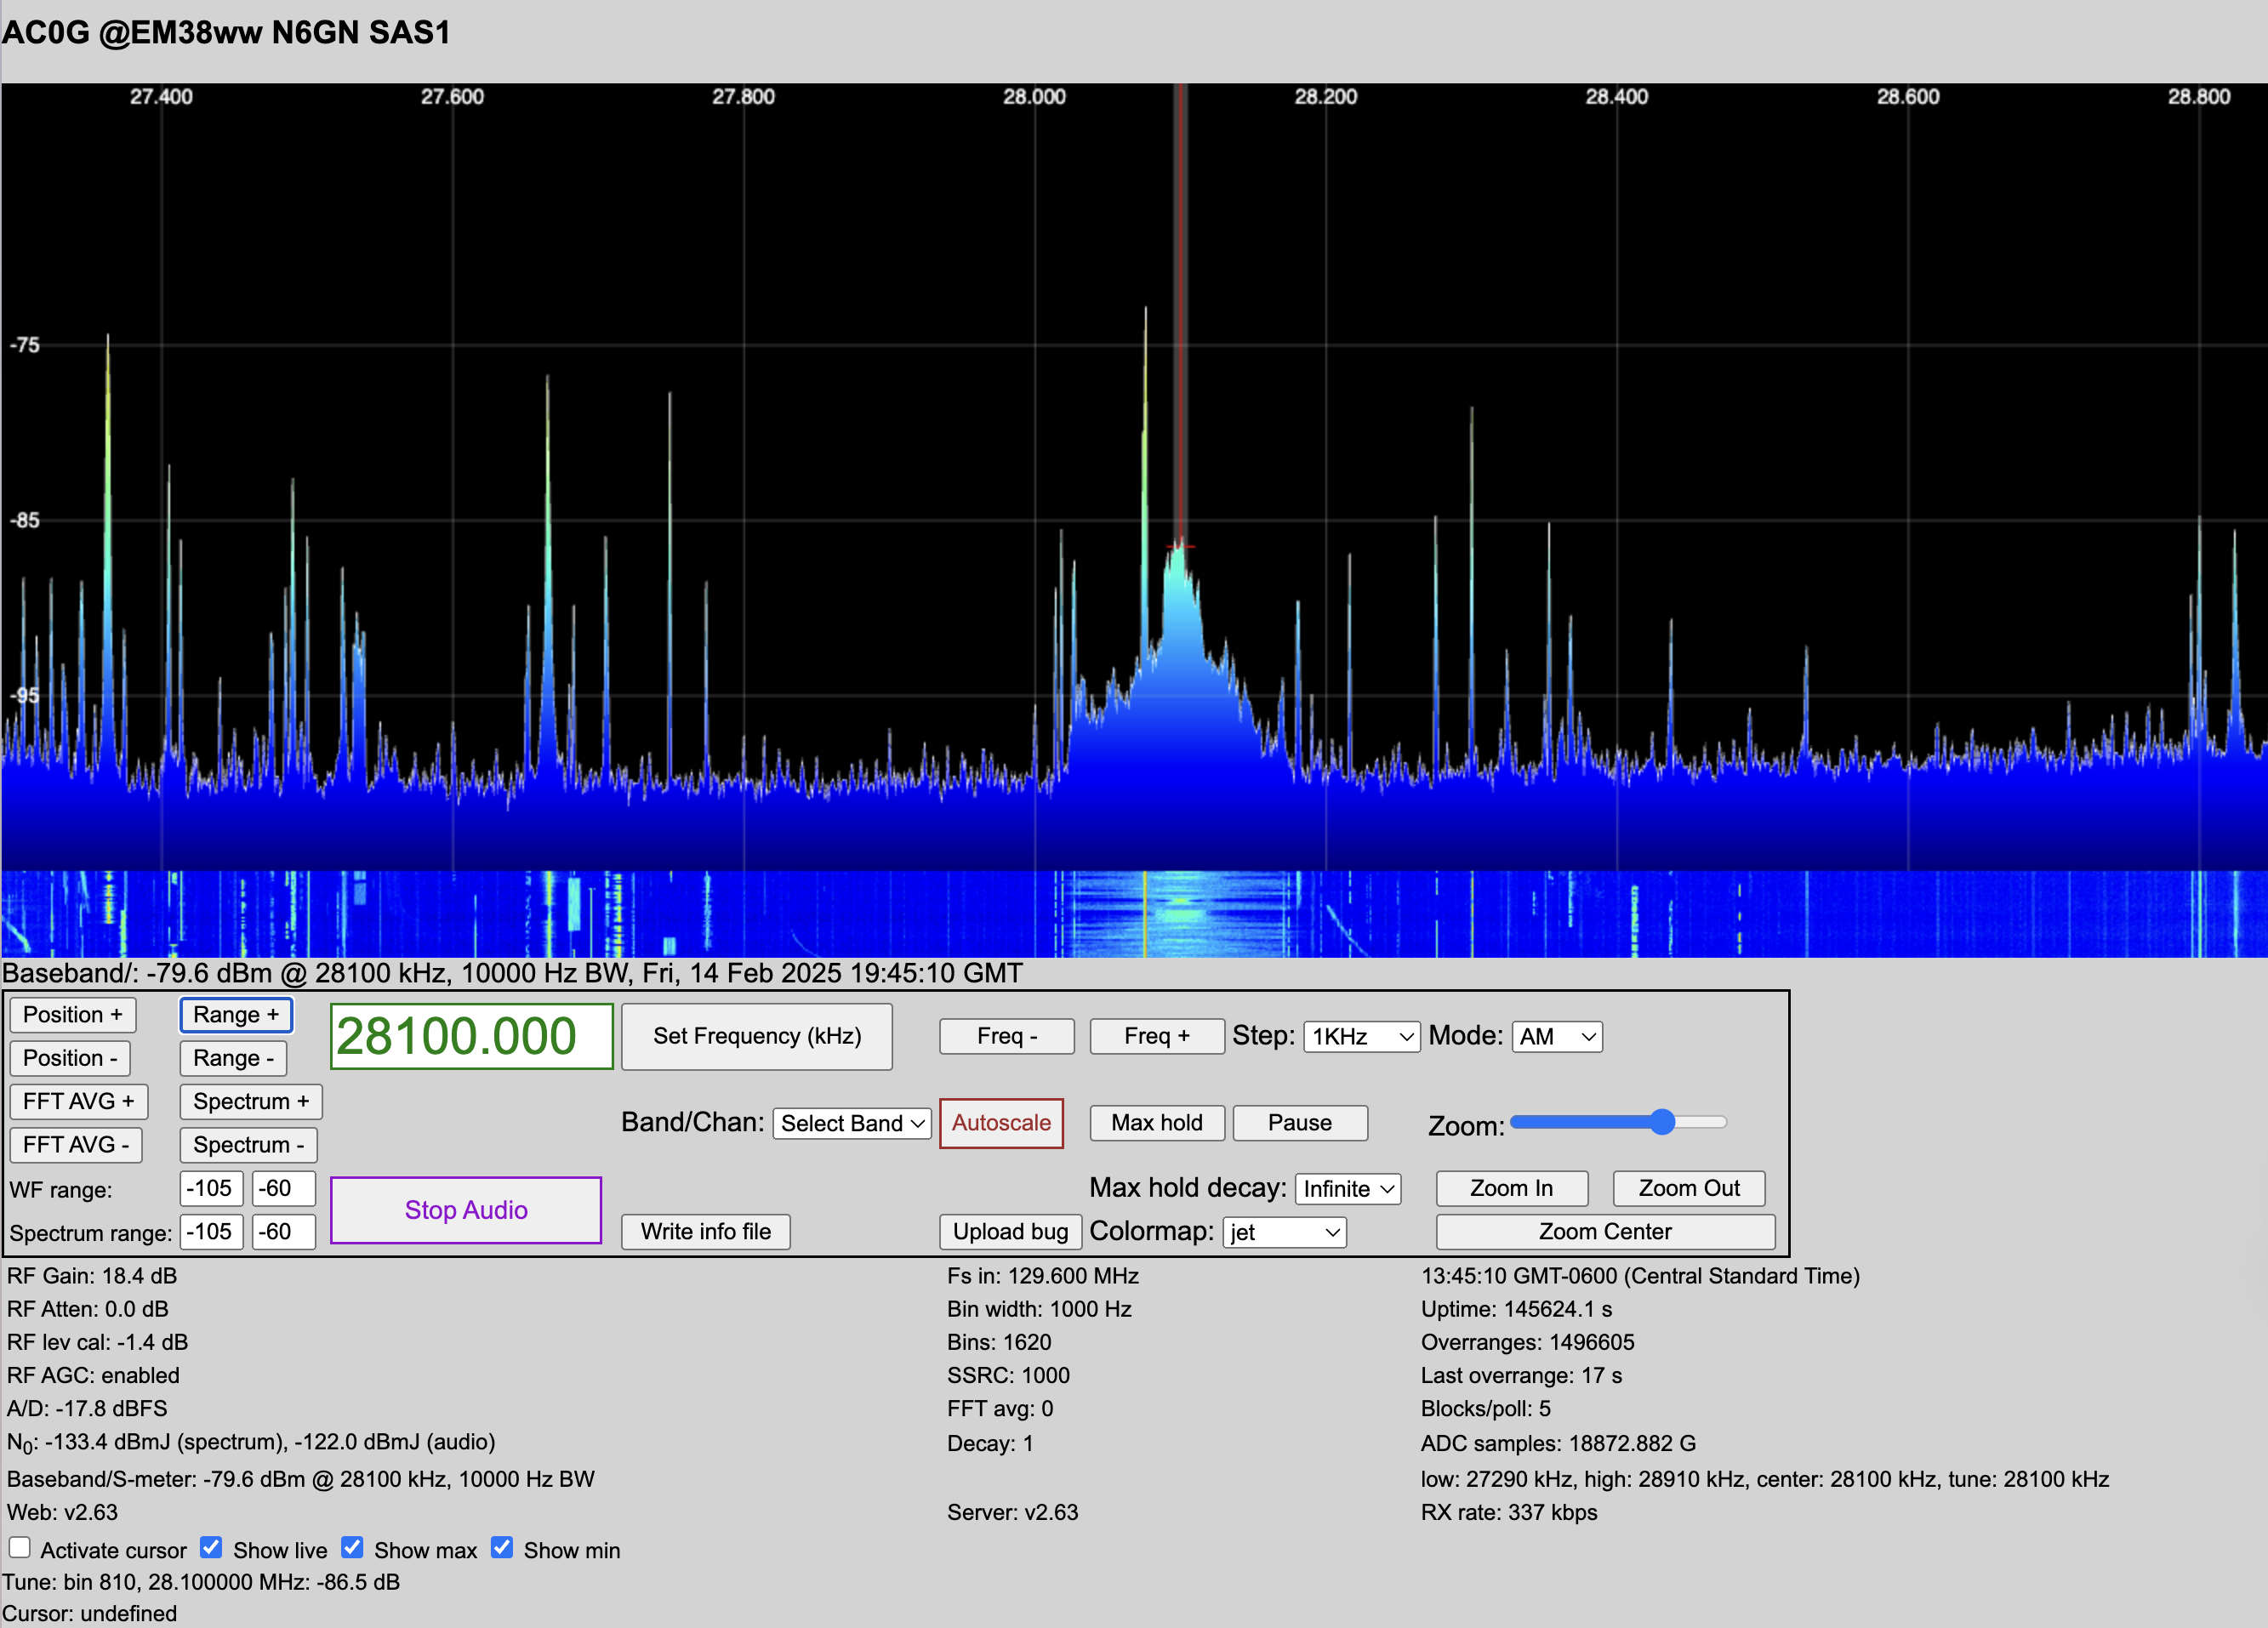 AC0G @EM38ww N6GN SAS1
27.400 27.600 27.800 28.000 28.200 28.400 28.600 28.800
-75
-85
-95
Baseband/: -79.6 dBm @ 28100 kHz, 10000 Hz BW, Fri, 14 Feb 2025 19:45:10 GMT
Position + Range + 28100.000 Set Frequency (kHz) Freq - Freq + Step: 1KHz Mode: AM
Position - Range -
FFT AVG + Spectrum +
Band/Chan: Select Band Autoscale Max hold Pause Zoom:
FFT AVG - Spectrum -
WF range: -105 -60 Stop Audio Max hold decay: Infinite Zoom In Zoom Out
Spectrum range: -105 -60 Write info file Upload bug Colormap: jet Zoom Center
RF Gain: 18.4 dB Fs in: 129.600 MHz 13:45:10 GMT-0600 (Central Standard Time)
RF Atten: 0.0 dB Bin width: 1000 Hz Uptime: 145624.1 s
RF lev cal: -1.4 dB Bins: 1620 Overranges: 1496605
RF AGC: enabled SSRC: 1000 Last overrange: 17 s
A/D: -17.8 dBFS FFT avg: 0 Blocks/poll: 5
N0: -133.4 dBmJ (spectrum), -122.0 dBmJ (audio) Decay: 1 ADC samples: 18872.882 G
Baseband/S-meter: -79.6 dBm @ 28100 kHz, 10000 Hz BW low: 27290 kHz, high: 28910 kHz, center: 28100 kHz, tune: 28100 kHz
Web: v2.63 Server: v2.63 RX rate: 337 kbps
Activate cursor Show live Show max Show min
Tune: bin 810, 28.100000 MHz: -86.5 dB
Cursor: undefined